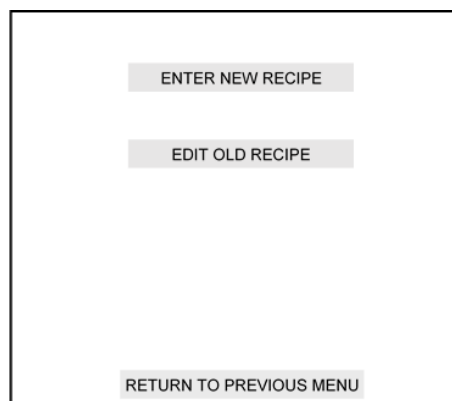 ENTER NEW RECIPE
EDIT OLD RECIPE
RETURN TO PREVIOUS MENU